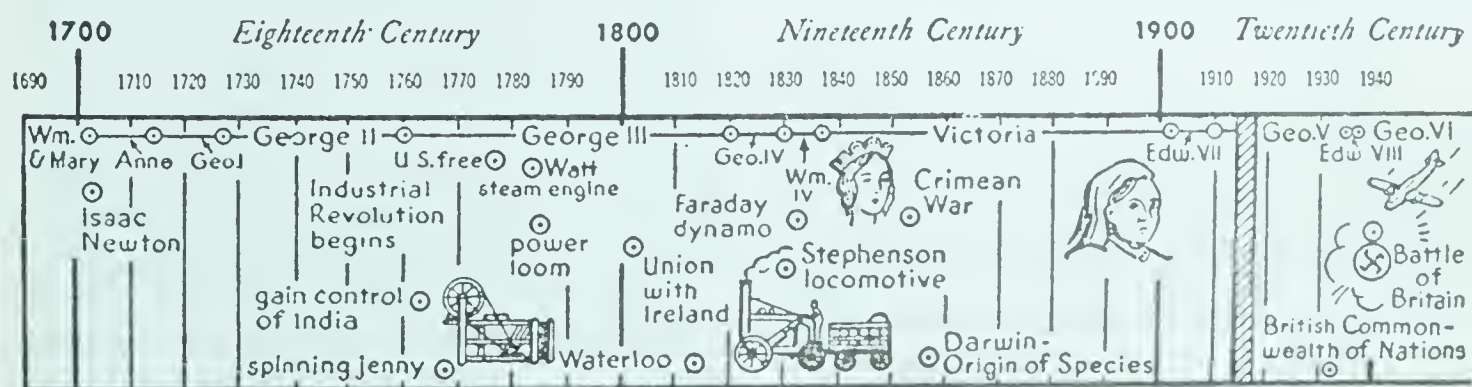 1700 Eighteenth Century 1800 Nineteenth Century 1900 Twentieth Century
1690 1710 1720 1730 1740 1750 1760 1770 1780 1790 1810 1820 1830 1840 1850 1860 1870 1880 1890 1910 1920 1930 1940
Wm. George II George III Victoria Geo.V Geo.VI
& Mary Anne Geo.I U.S.free Geo.IV Edw.VII Edw VIII
Watt
steam engine
Wm.
IV
Isaac
Newton
Industrial
Revolution
begins
power
loom
Faraday
dynamo
Crimean
War
gain control
of India
Union
with
Ireland
Stephenson
locomotive
Battle
of
Britain
spinning jenny
Waterloo
Darwin-
Origin of Species
British Common-
wealth of Nations